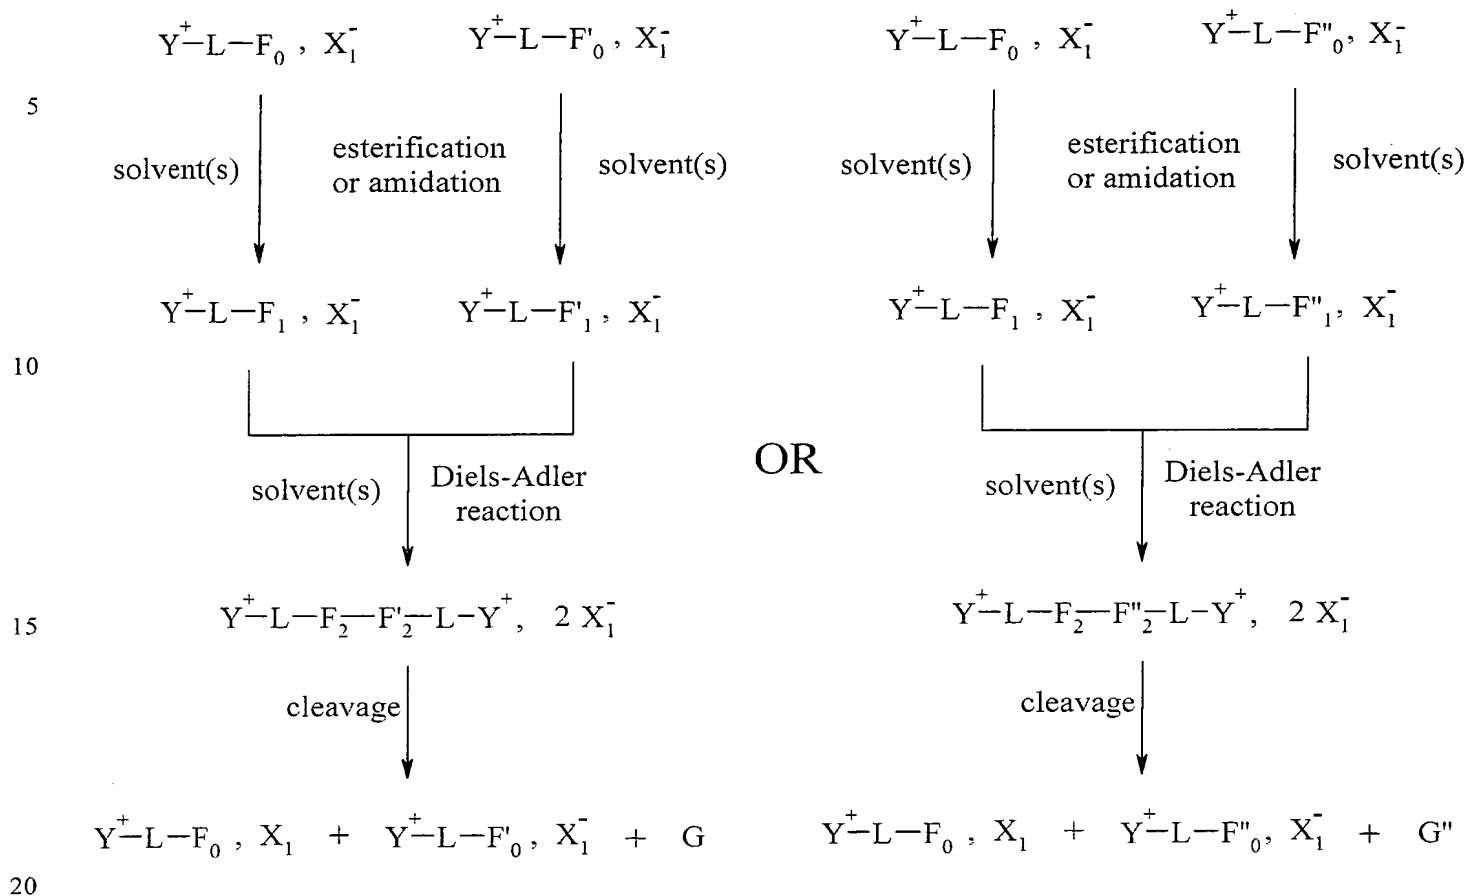 Y⁺—L—F₀ , X₁⁻    Y⁺—L—F'₀ , X₁⁻    Y⁺—L—F₀ , X₁⁻    Y⁺—L—F''₀, X₁⁻
5
solvent(s)    esterification or amidation    solvent(s)    solvent(s)    esterification or amidation    solvent(s)
Y⁺—L—F₁ , X₁⁻    Y⁺—L—F'₁ , X₁⁻    Y⁺—L—F₁ , X₁⁻    Y⁺—L—F''₁, X₁⁻
10
OR
solvent(s)    Diels-Adler reaction    solvent(s)    Diels-Adler reaction
Y⁺—L—F₂—F'₂—L—Y⁺, 2 X₁⁻    Y⁺—L—F₂—F''₂—L—Y⁺, 2 X₁⁻
15
cleavage    cleavage
Y⁺—L—F₀ , X₁ + Y⁺—L—F'₀, X₁⁻ + G    Y⁺—L—F₀ , X₁ + Y⁺—L—F''₀, X₁⁻ + G''
20